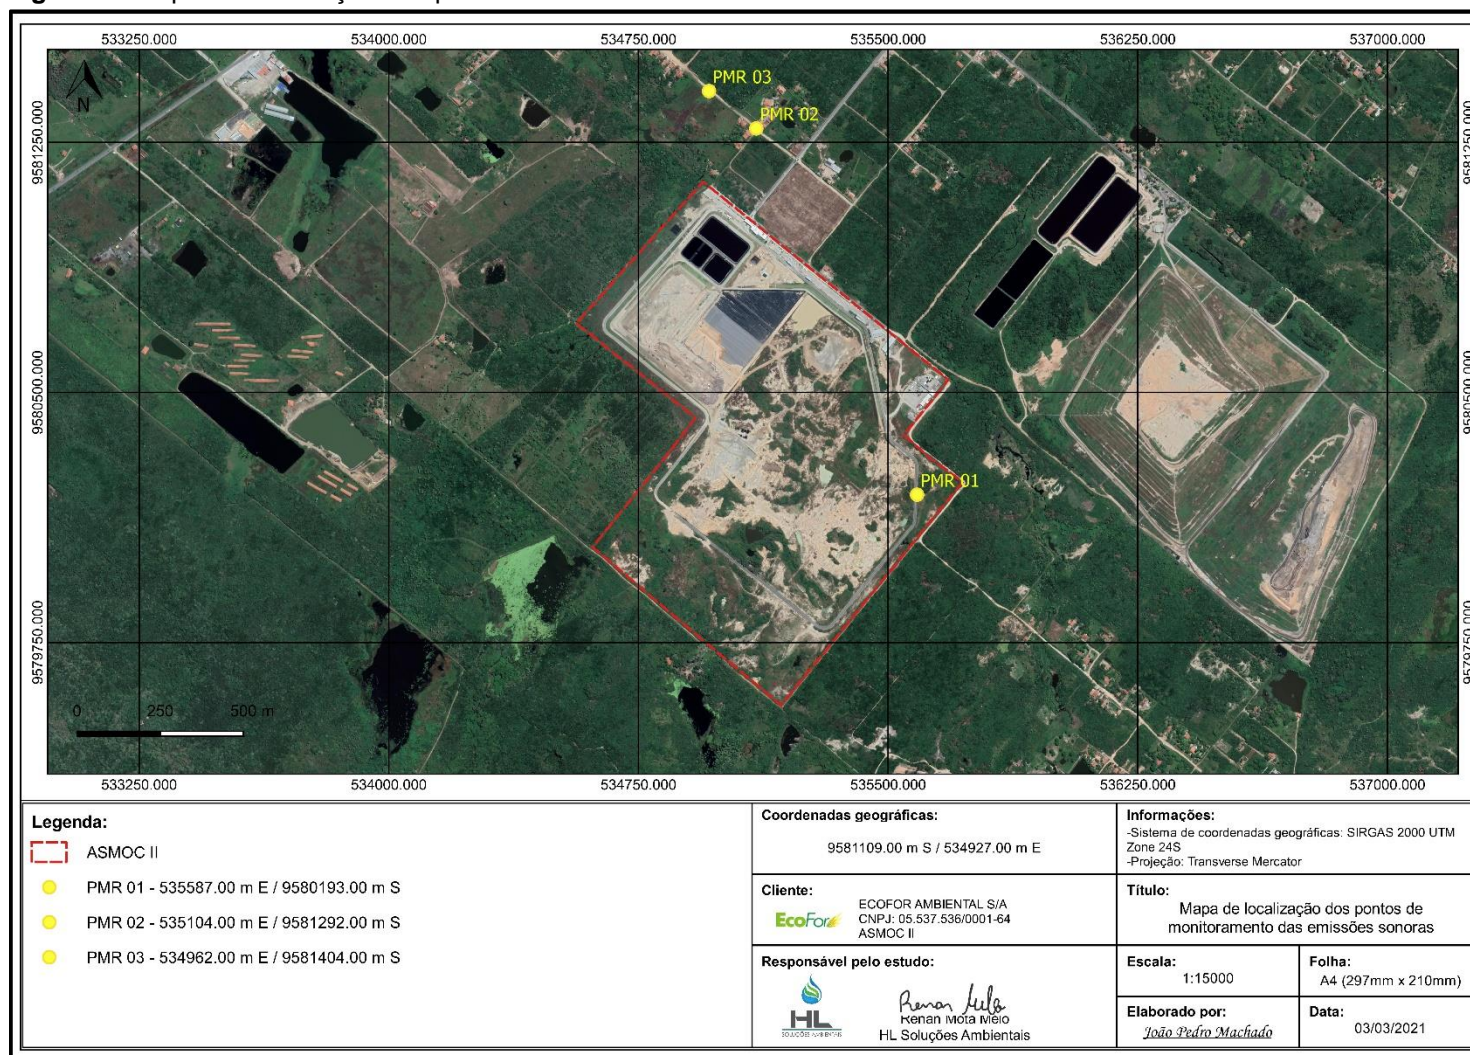 533250.000 534000.000 534750.000 535500.000 536250.000 537000.000
N
PMR 03
PMR 02
9581250.000 9581250.000
9580500.000 9580500.000
PMR 01
9579750.000 9579750.000
0 250 500 m
533250.000 534000.000 534750.000 535500.000 536250.000 537000.000
Legenda:
ASMOC II
PMR 01 - 535587.00 m E / 9580193.00 m S
PMR 02 - 535104.00 m E / 9581292.00 m S
PMR 03 - 534962.00 m E / 9581404.00 m S
Coordenadas geográficas:
9581109.00 m S / 534927.00 m E
Informações:
-Sistema de coordenadas geográficas: SIRGAS 2000 UTM
Zone 24S
-Projeção: Transverse Mercator
Cliente:
EcoFor
ECOFOR AMBIENTAL S/A
CNPJ: 05.537.536/0001-64
ASMOC II
Título:
Mapa de localização dos pontos de
monitoramento das emissões sonoras
Responsável pelo estudo:
HL
SOLUÇÕES AMBIENTAIS
Renan Mota Melo
HL Soluções Ambientais
Escala:
1:15000
Folha:
A4 (297mm x 210mm)
Elaborado por:
João Pedro Machado
Data:
03/03/2021